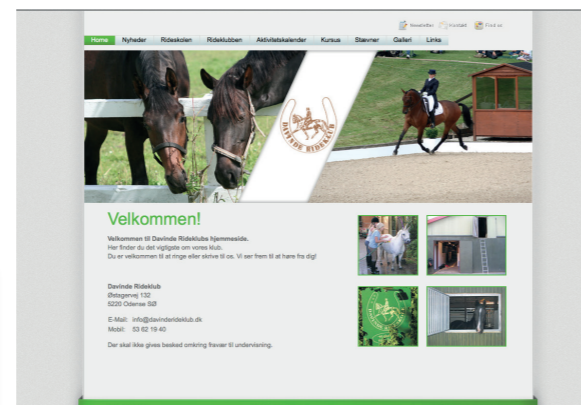 Newsletter Kontakt Find os
Home Nyheder Rideskolen Rideklubben Aktivitetskalender Kursus Stævner Galleri Links
DAVINDE RIDEKLUB
Velkommen!
Velkommen til Davinde Rideklubs hjemmeside.
Her finder du det vigtigste om vores klub.
Du er velkommen til at ringe eller skrive til os. Vi ser frem til at høre fra dig!
Davinde Rideklub
Østagervej 132
5220 Odense SØ
E-Mail: info@davinderideklub.dk
Mobil: 53 62 19 40
Der skal ikke gives besked omkring fravær til undervisning.